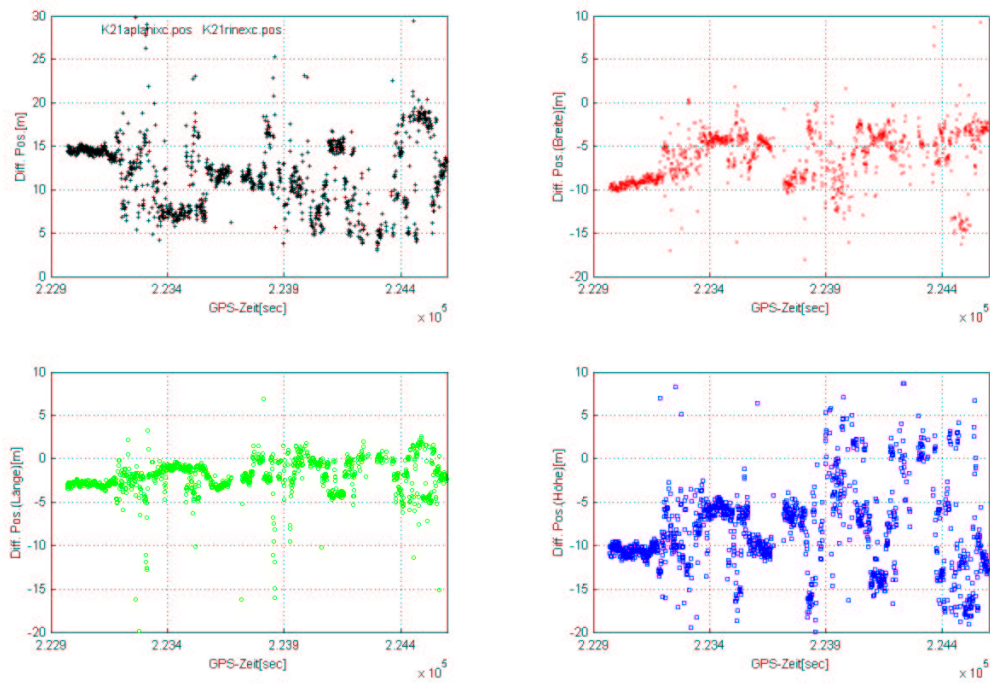 K21aplanixc.pos K21rinexc.pos
Diff. Pos.[m]
30
25
20
15
10
5
0
2.229 2.234 2.239 2.244
GPS-Zeit[sec]
x 10^5
Diff. Pos.(Breite)[m]
10
5
0
-5
-10
-15
-20
2.229 2.234 2.239 2.244
GPS-Zeit[sec]
x 10^5
Diff. Pos.(Länge)[m]
10
5
0
-5
-10
-15
-20
2.229 2.234 2.239 2.244
GPS-Zeit[sec]
x 10^5
Diff. Pos.(Höhe)[m]
10
5
0
-5
-10
-15
-20
2.229 2.234 2.239 2.244
GPS-Zeit[sec]
x 10^5